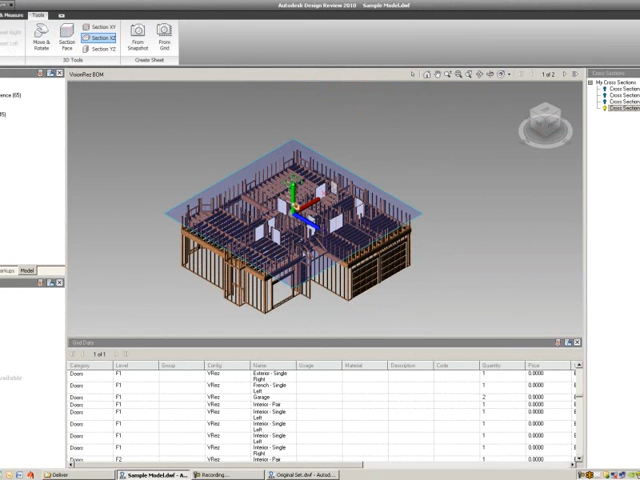 Autodesk Design Review 2010    Sample Model.dwf
Measure    Tools
Move & Rotate
Section Face
Section XY
Section XZ
Section YZ
From Snapshot
From Grid
3D Tools
Create Sheet
VisionRez BOM
1 of 2
Cross Sections
My Cross Sections
Cross Section
Cross Section
Cross Section
Cross Section
Model
Grid Data
1 of 1
Category    Level    Group    Config    Name    Usage    Material    Description    Code    Quantity    Price
Doors    F1    VRez    Exterior - Single Right    1    0.0000
Doors    F1    VRez    French - Single Left    1    0.0000
Doors    F1    VRez    Garage    2    0.0000
Doors    F1    VRez    Interior - Pair    1    0.0000
Doors    F1    VRez    Interior - Single Left    1    0.0000
Doors    F1    VRez    Interior - Single Left    1    0.0000
Doors    F1    VRez    Interior - Single Left    1    0.0000
Doors    F1    VRez    Interior - Single Right    1    0.0000
Doors    F2    VRez    Interior - Single    1    0.0000
Deliver
Sample Model.dwf - A...
Recording...
Original Set.dwf - Autod...